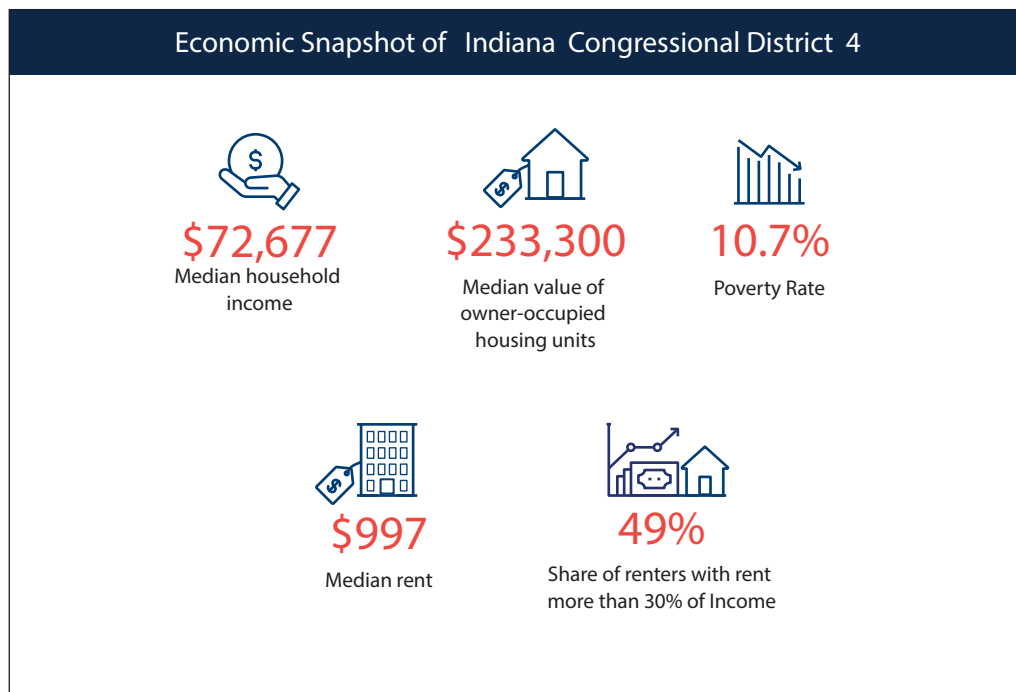 Economic Snapshot of Indiana Congressional District 4
$
$72,677
Median household
income
$
$233,300
Median value of
owner-occupied
housing units
10.7%
Poverty Rate
$
$997
Median rent
49%
Share of renters with rent
more than 30% of Income